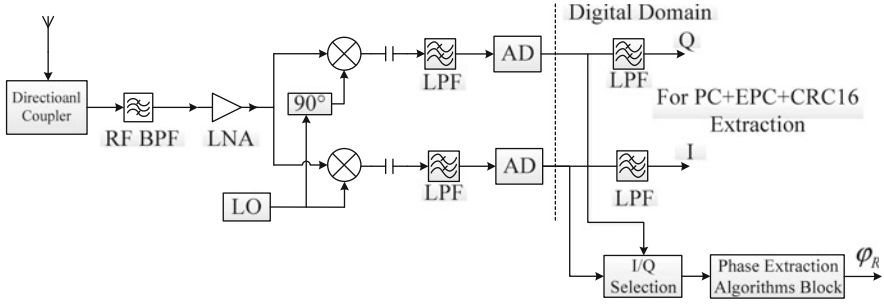 Digital Domain
Q
AD
LPF
LPF
Directioanl
Coupler
90°
For PC+EPC+CRC16
Extraction
RF BPF
LNA
I
AD
LPF
LPF
LO
I/Q
Selection
Phase Extraction
Algorithms Block
φR